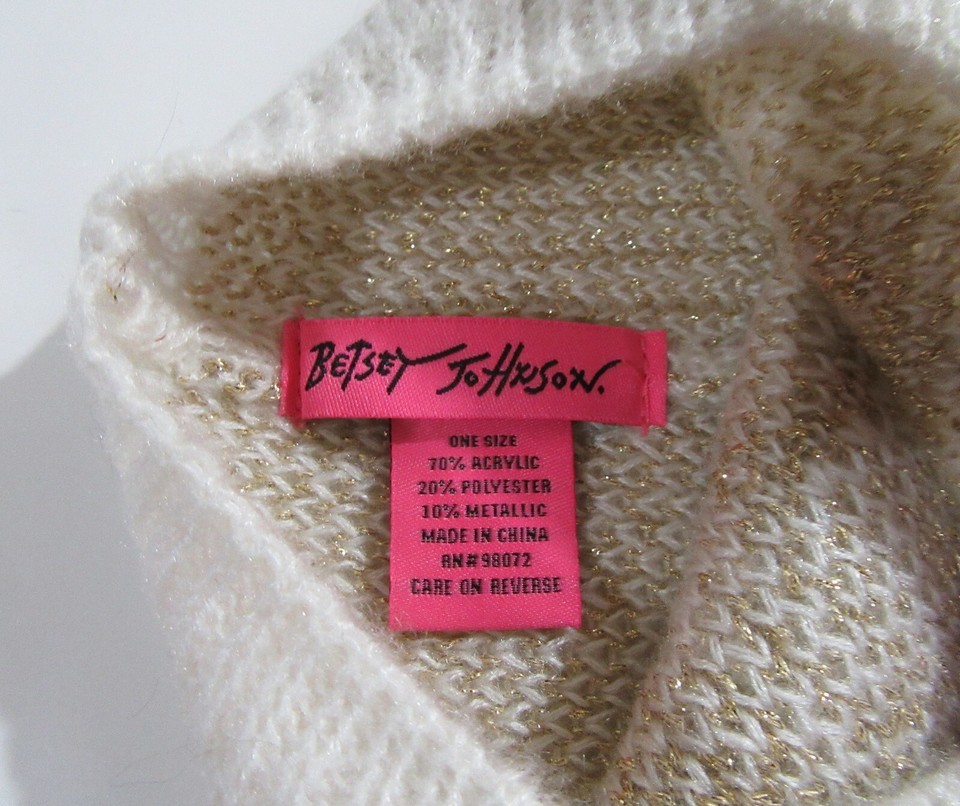 BETSEY JOHNSON.
ONE SIZE
70% ACRYLIC
20% POLYESTER
10% METALLIC
MADE IN CHINA
RN#98072
CARE ON REVERSE